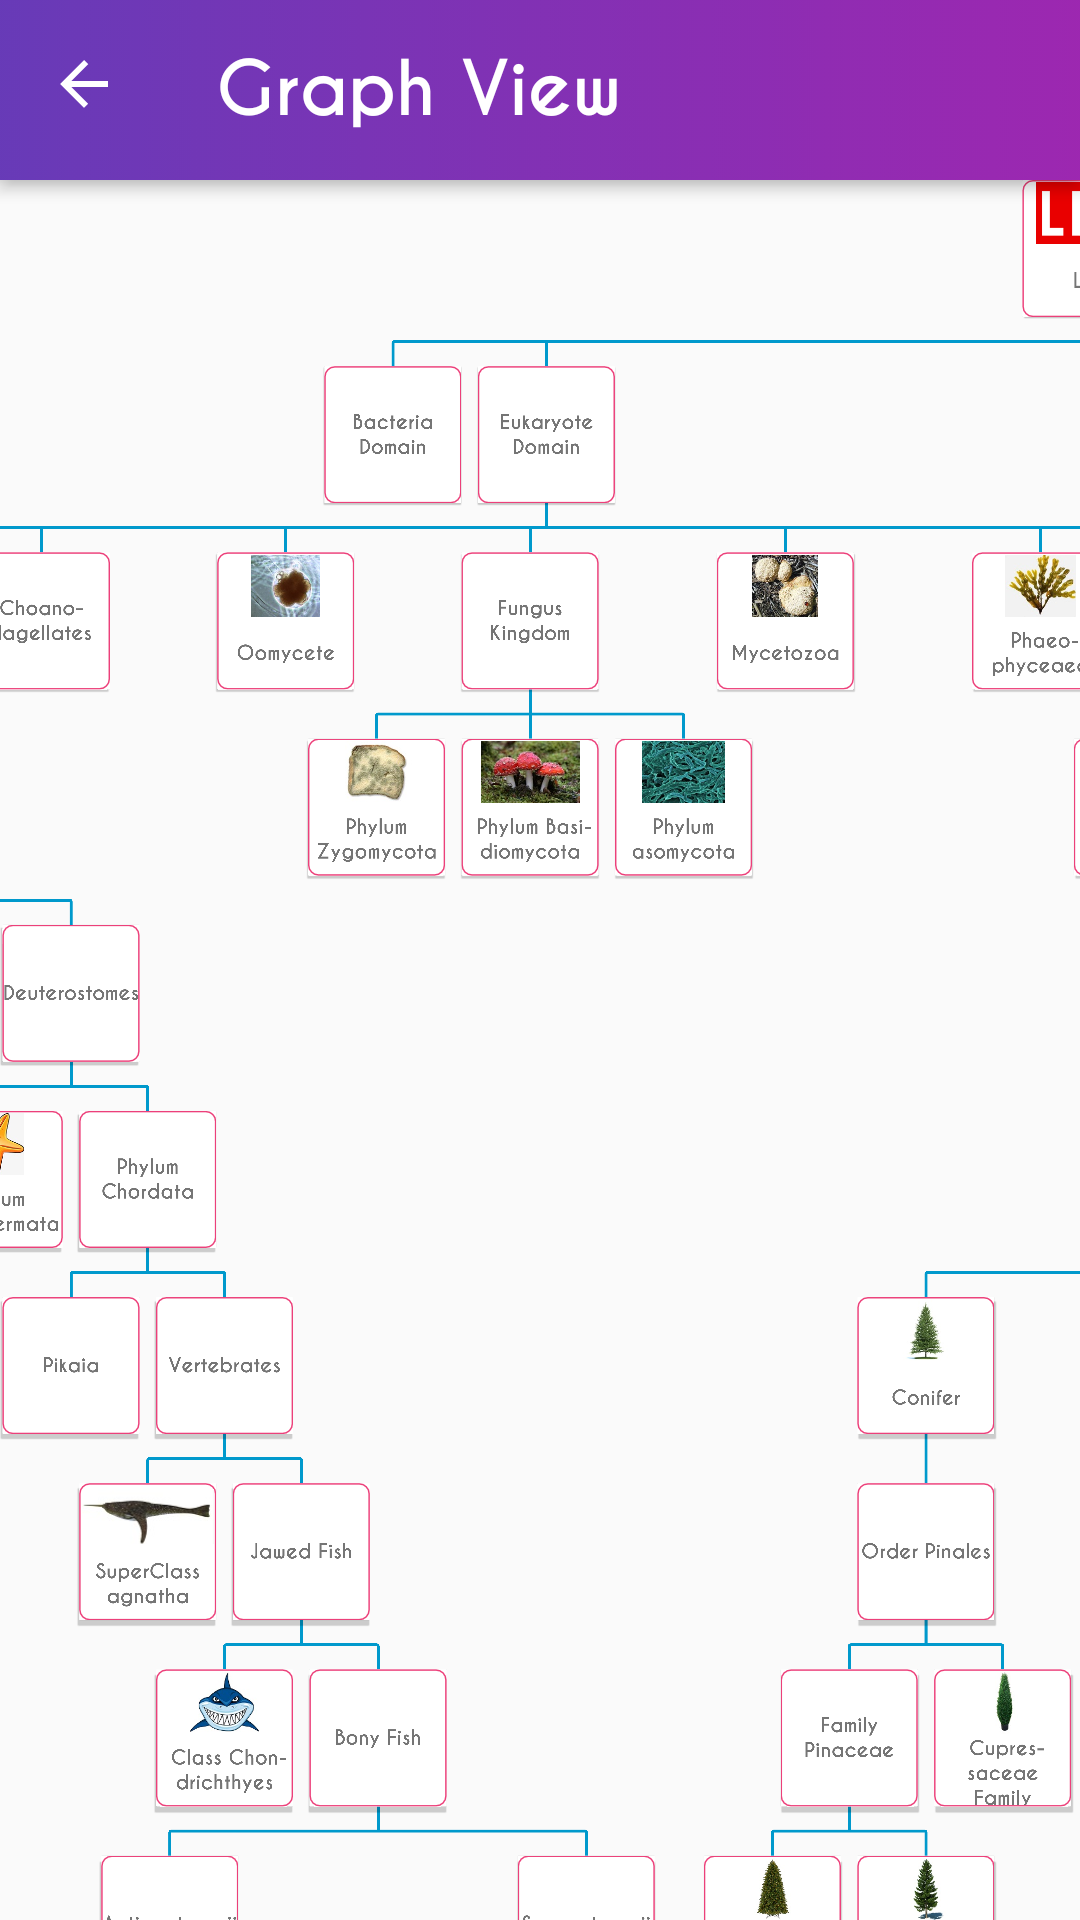 Graph View
L
Bacteria
Domain
Eukaryote
Domain
Choano-
lagellates
Oomycete
Fungus
Kingdom
Mycetozoa
Phaeo-
phyceae
Phylum
Zygomycota
Phylum Basi-
diomycota
Phylum
asomycota
Deuterostomes
um
ermata
Phylum
Chordata
Pikaia
Vertebrates
Conifer
SuperClass
agnatha
Jawed Fish
Order Pinales
Class Chon-
drichthyes
Bony Fish
Family
Pinaceae
Cupres-
saceae
Family